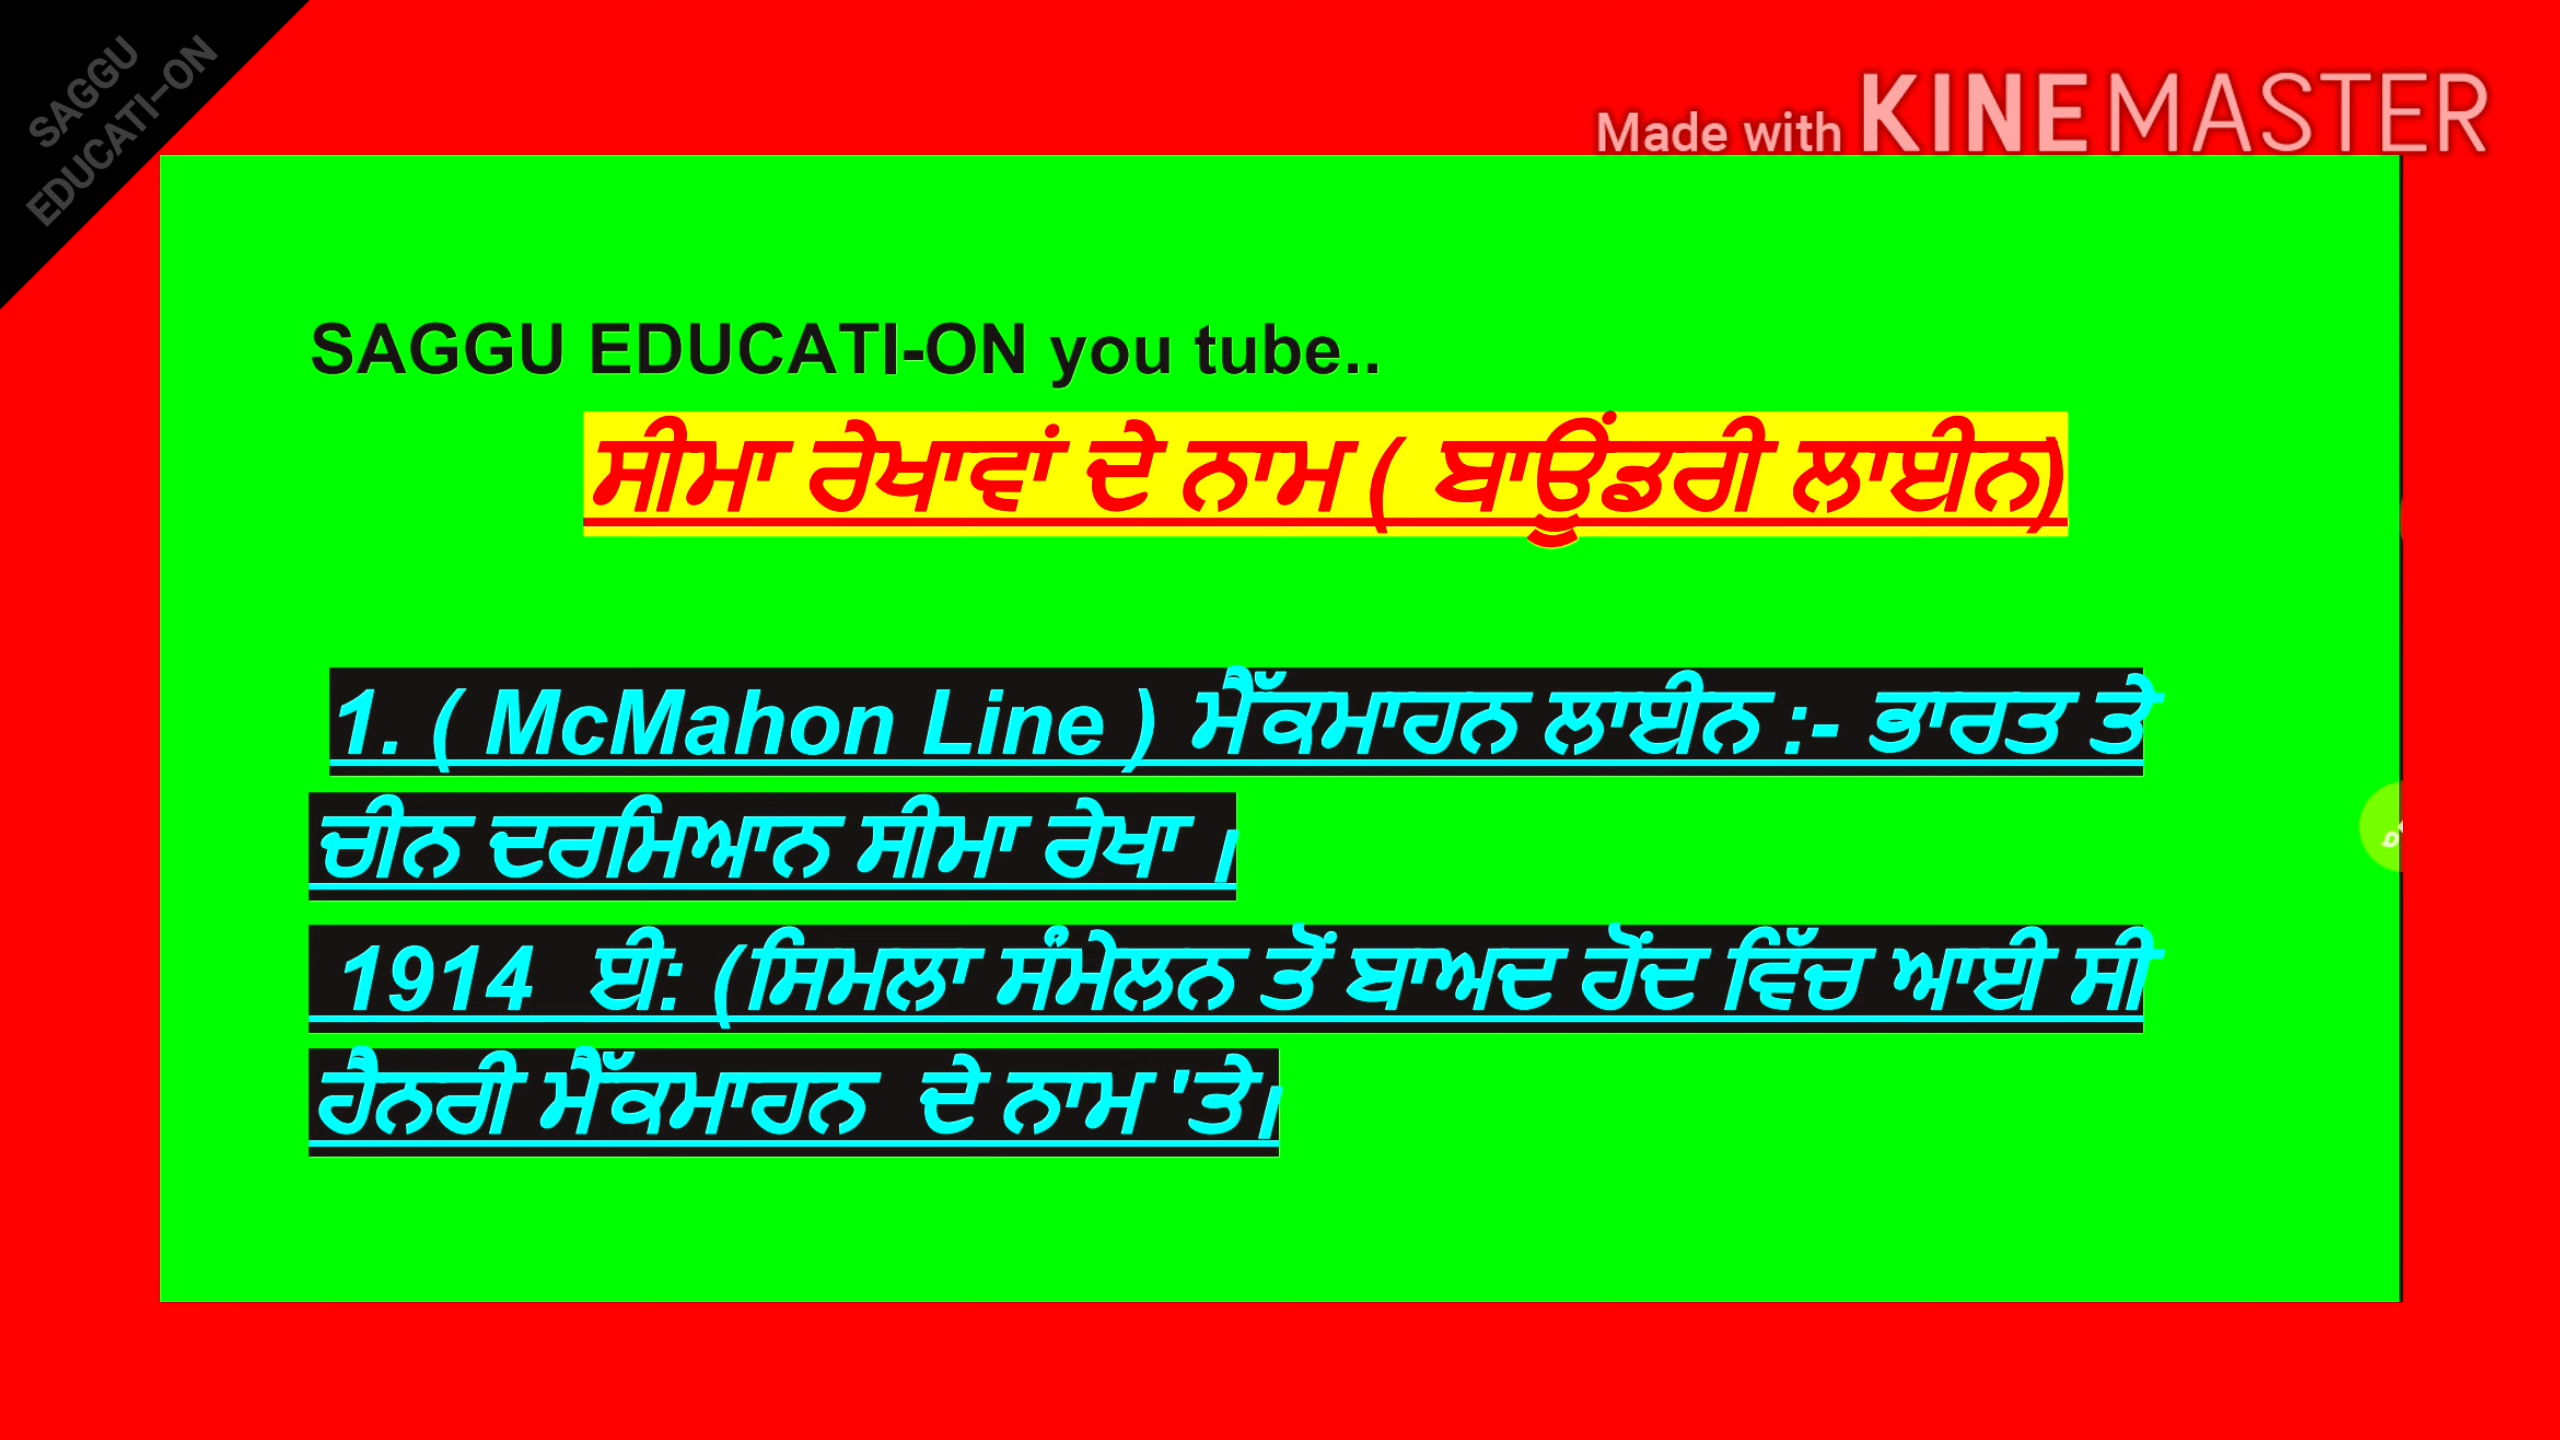 SAGGU
EDUCATI-ON
Made with KINEMASTER
SAGGU EDUCATI-ON you tube..
ਸੀਮਾ ਰੇਖਾਵਾਂ ਦੇ ਨਾਮ ( ਬਾਊਂਡਰੀ ਲਾਈਨ)
1. ( McMahon Line ) ਮੈੱਕਮਾਹਨ ਲਾਈਨ :- ਭਾਰਤ ਤੇ
ਚੀਨ ਦਰਮਿਆਨ ਸੀਮਾ ਰੇਖਾ ।
1914 ਈ: (ਸਿਮਲਾ ਸੰਮੇਲਨ ਤੋਂ ਬਾਅਦ ਹੋਂਦ ਵਿੱਚ ਆਈ ਸੀ
ਹੈਨਰੀ ਮੈੱਕਮਾਹਨ ਦੇ ਨਾਮ 'ਤੇ।